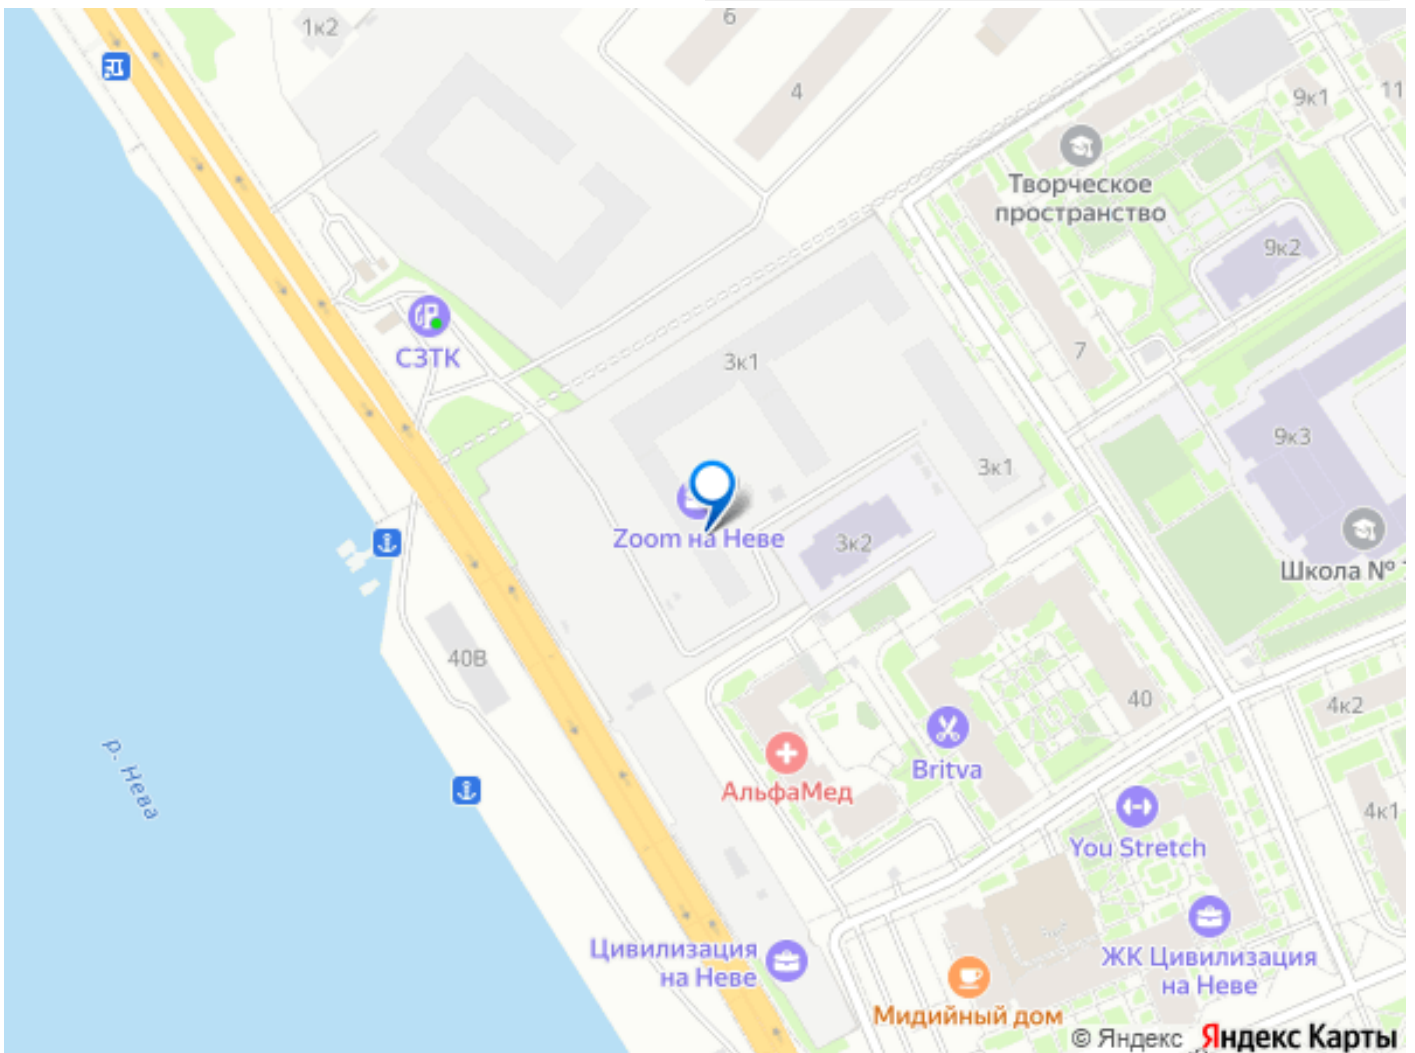 6
1к2
4
9к1
11
Творческое
пространство
9к2
СЗТК
3к1
7
9к3
3к1
Zoom на Неве
3к2
Школа №
40В
40
4к2
р. Нева
Britva
АльфаМед
4к1
You Stretch
Цивилизация
на Неве
ЖК Цивилизация
на Неве
Мидийный дом
© Яндекс Яндекс Карты